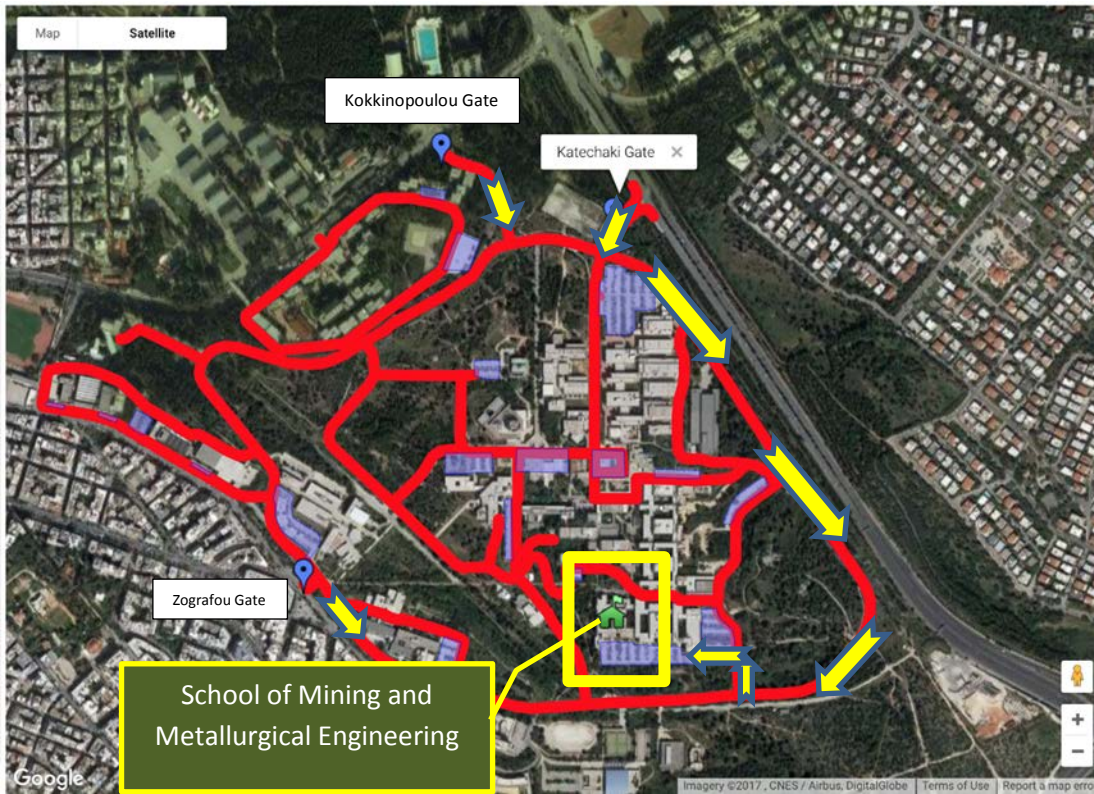 Map
Satellite
Kokkinopoulou Gate
Katechaki Gate ×
Zografou Gate
School of Mining and
Metallurgical Engineering
+
−
Google
Imagery ©2017 , CNES / Airbus, DigitalGlobe
Terms of Use
Report a map erro